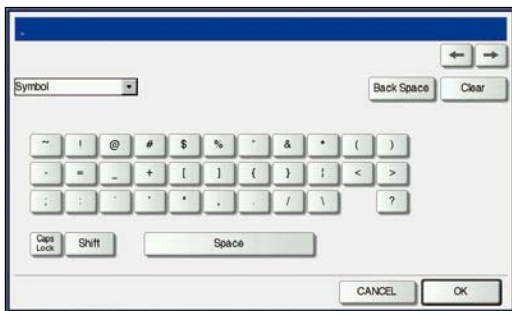 Symbol
Back Space Clear
~ ! @ # $ % ^ & * ( )
- = _ + [ ] { } ¦ < >
; : ` ' " , . / \ ?
Caps Lock Shift Space
CANCEL OK